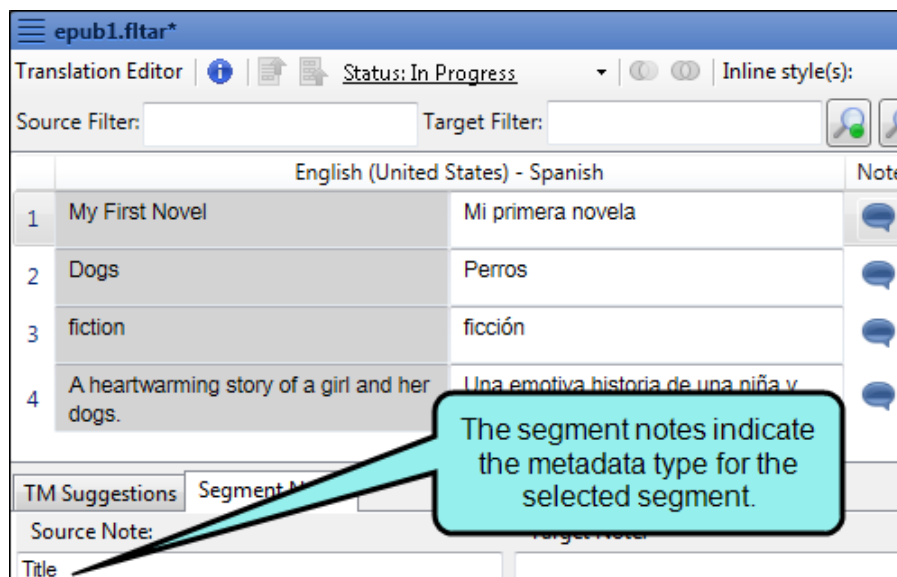 epub1.fltar*
Translation Editor Status: In Progress Inline style(s):
Source Filter: Target Filter:
English (United States) - Spanish Note
1 My First Novel Mi primera novela
2 Dogs Perros
3 fiction ficción
4 A heartwarming story of a girl and her Una emotiva historia de una niña y
dogs.
The segment notes indicate
the metadata type for the
selected segment.
TM Suggestions Segment
Source Note:
Title